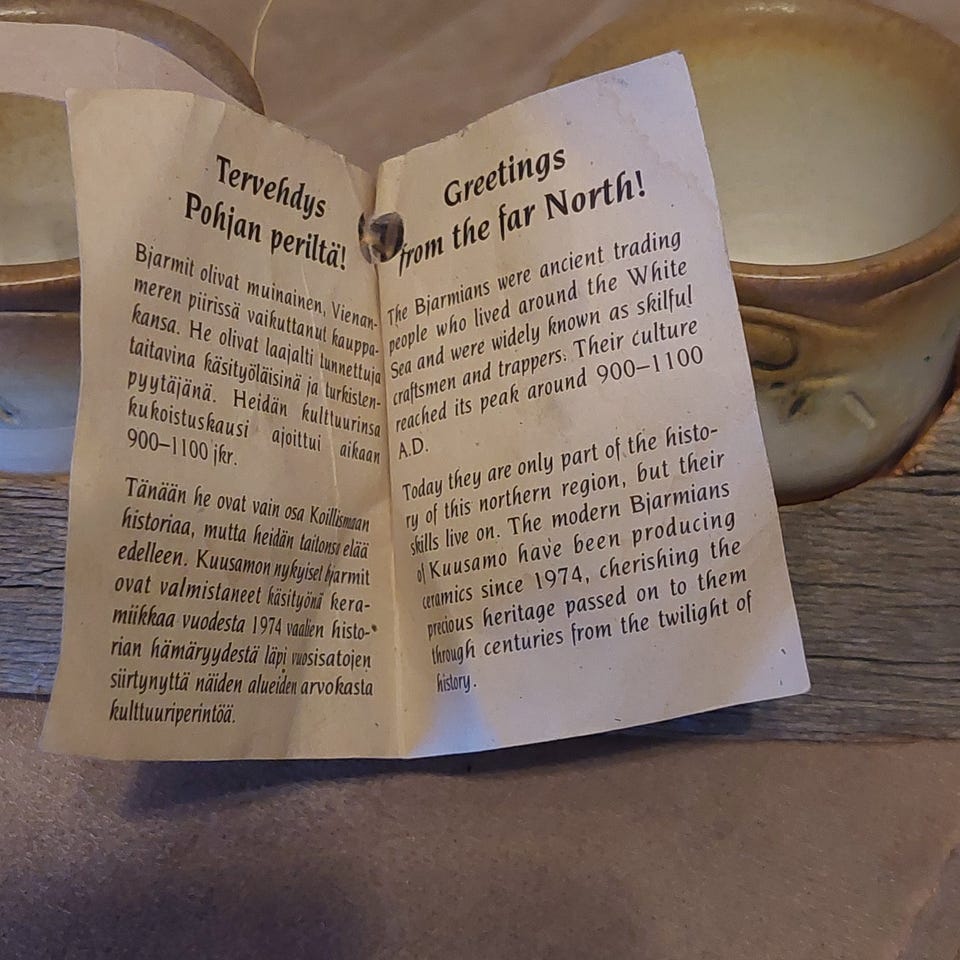 Tervehdys
Pohjan periltä!
Bjarmit olivat muinainen, Vienan-
meren piirissä vaikuttanut kauppa-
kansa. He olivat laajalti tunnettuja
taitavina käsityöläisinä ja turkisten-
pyytäjänä. Heidän kulttuurinsa
kukoistuskausi ajoittui aikaan
900–1100 jkr.
Tänään he ovat vain osa Koillismaan
historiaa, mutta heidän taitonsa elää
edelleen. Kuusamon nykyiset bjarmit
ovat valmistaneet käsityönä kera-
miikkaa vuodesta 1974 vaalien histo-
rian hämäryydestä läpi vuosisatojen
siirtynyttä näiden alueiden arvokasta
kulttuuriperintöä.
Greetings
from the far North!
The Bjarmians were ancient trading
people who lived around the White
Sea and were widely known as skilful
craftsmen and trappers. Their culture
reached its peak around 900–1100
A.D.
Today they are only part of the histo-
ry of this northern region, but their
skills live on. The modern Bjarmians
of Kuusamo have been producing
ceramics since 1974, cherishing the
precious heritage passed on to them
through centuries from the twilight of
history.